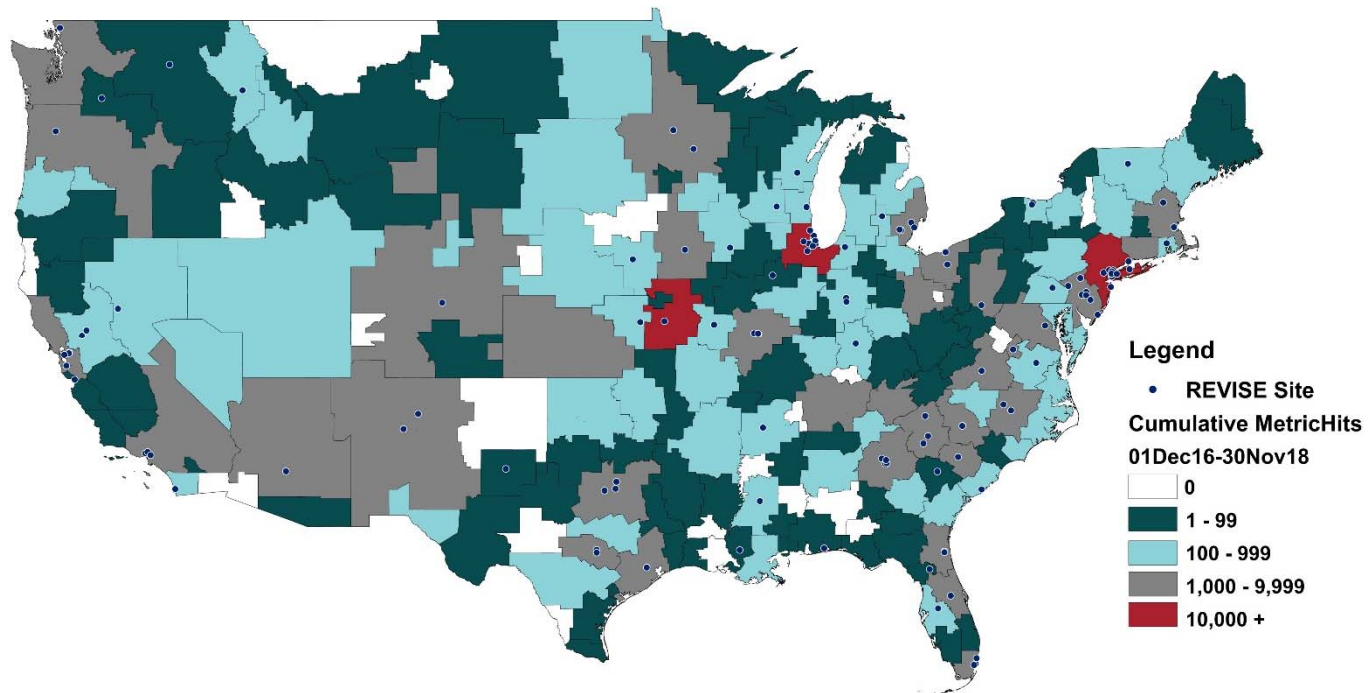 Legend
REVISE Site
Cumulative MetricHits
01Dec16-30Nov18
0
1 - 99
100 - 999
1,000 - 9,999
10,000 +